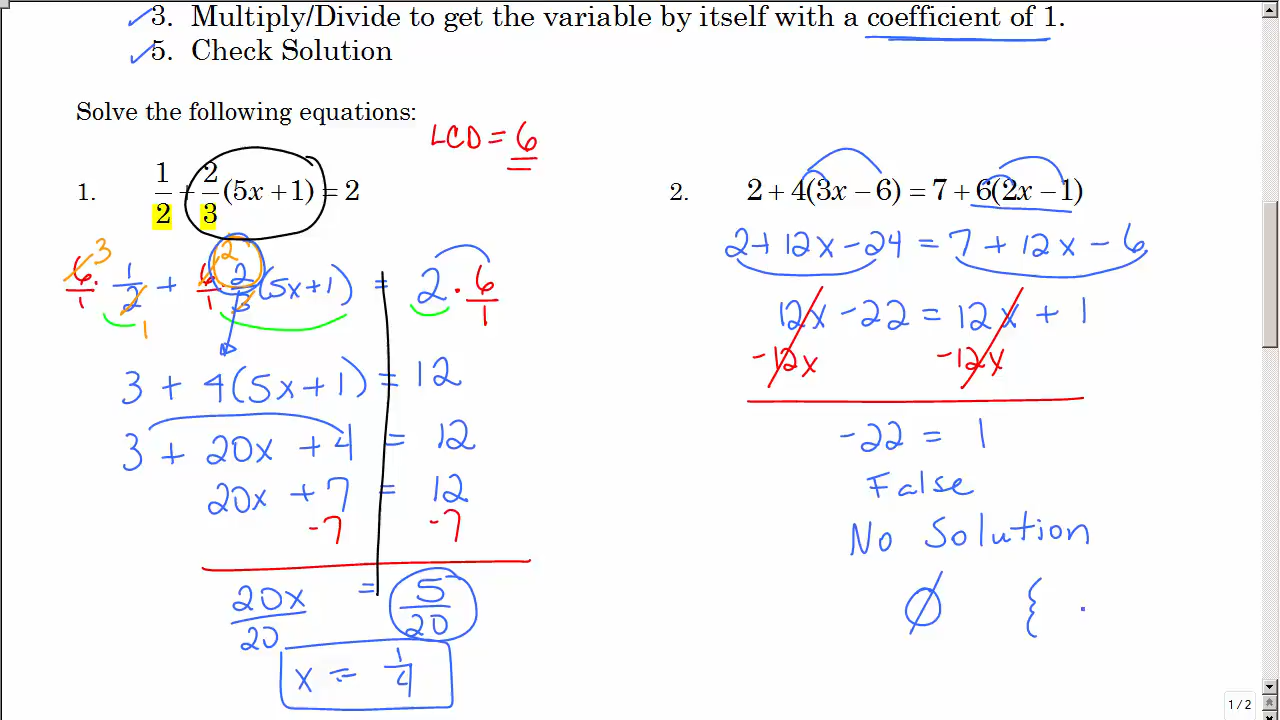 3. Multiply/Divide to get the variable by itself with a coefficient of 1.
5. Check Solution
Solve the following equations:
LCD = 6
1. 1/2 + 2/3 (5x + 1) = 2
6/1 · 1/2 + 6/1 · 2/3 (5x + 1) = 2 · 6/1
3 2
1
3 + 4(5x + 1) = 12
3 + 20x + 4 = 12
20x + 7 = 12
-7 -7
20x/20 = 5/20
x = 1/4
2. 2 + 4(3x − 6) = 7 + 6(2x − 1)
2 + 12x − 24 = 7 + 12x − 6
12x − 22 = 12x + 1
-12x -12x
-22 = 1
False
No Solution
∅ {
1 / 2